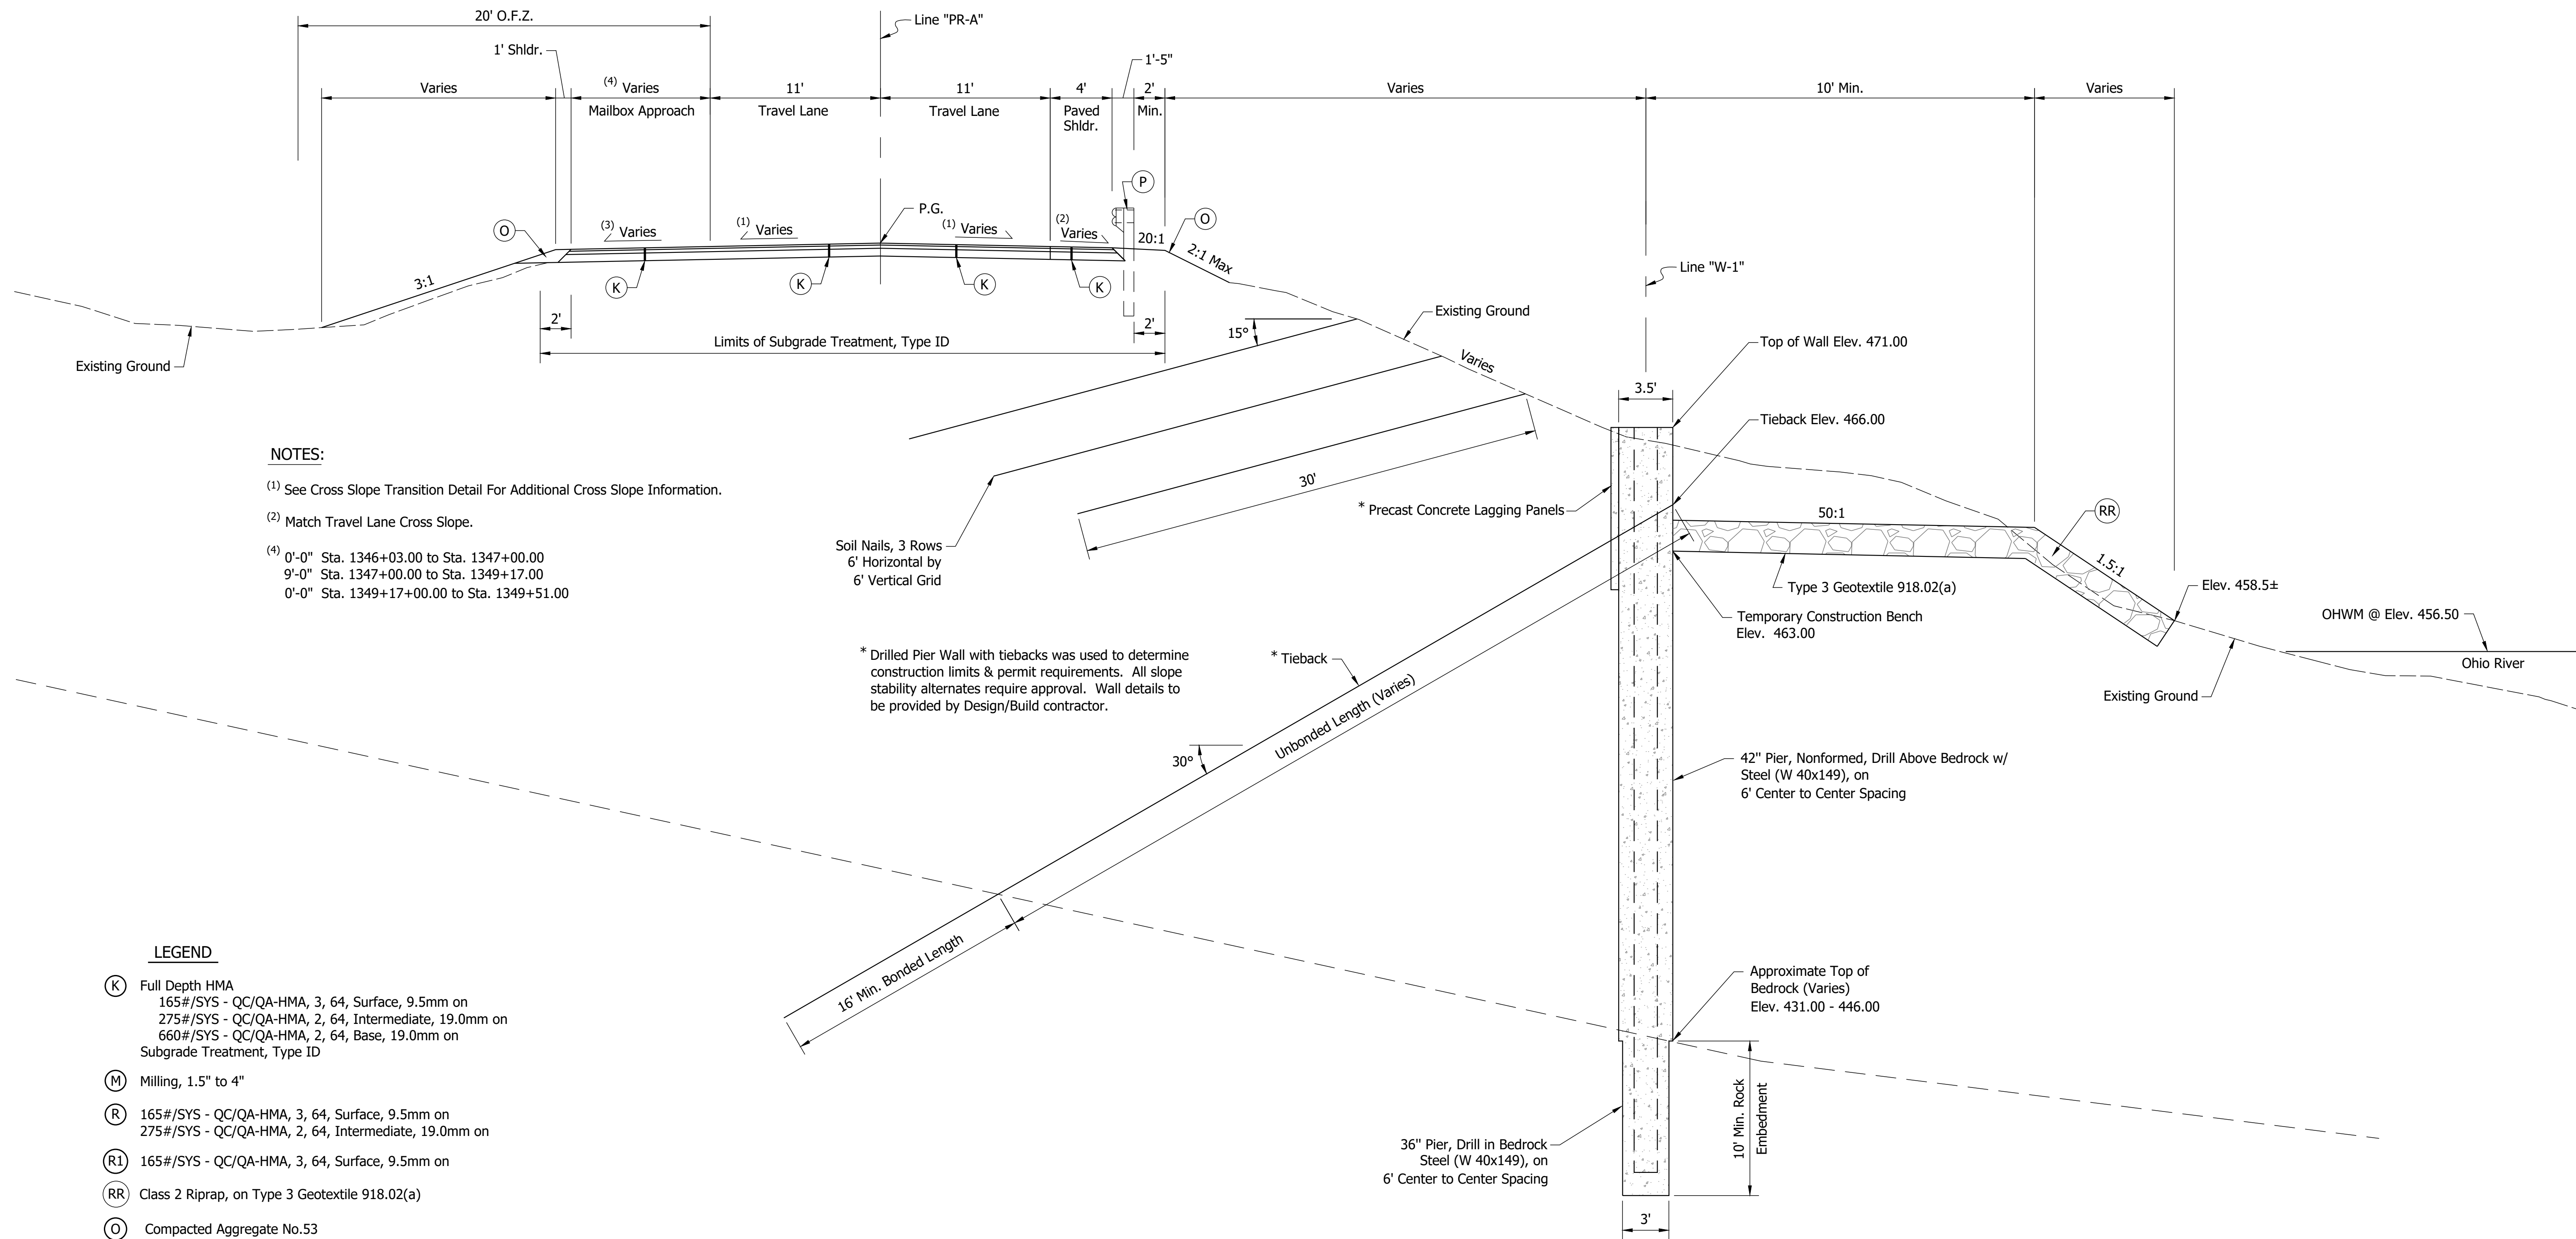 20' O.F.Z.
Line "PR-A"
1' Shldr.
1'-5"
Varies
(4) Varies
11'
11'
4'
2'
Varies
10' Min.
Varies
Mailbox Approach
Travel Lane
Travel Lane
Paved
Shldr.
Min.
P
O
P.G.
O
(3) Varies
(1) Varies
(1) Varies
(2)
Varies
20:1
2:1 Max
Line "W-1"
3:1
K
K
K
K
2'
2'
15°
Existing Ground
Limits of Subgrade Treatment, Type ID
Top of Wall Elev. 471.00
Existing Ground
Varies
3.5'
Tieback Elev. 466.00
NOTES:
(1) See Cross Slope Transition Detail For Additional Cross Slope Information.
(2) Match Travel Lane Cross Slope.
(4) 0'-0" Sta. 1346+03.00 to Sta. 1347+00.00
9'-0" Sta. 1347+00.00 to Sta. 1349+17.00
0'-0" Sta. 1349+17+00.00 to Sta. 1349+51.00
30'
* Precast Concrete Lagging Panels
50:1
RR
Soil Nails, 3 Rows
6' Horizontal by
6' Vertical Grid
1.5:1
Type 3 Geotextile 918.02(a)
Elev. 458.5±
Temporary Construction Bench
Elev. 463.00
OHWM @ Elev. 456.50
Ohio River
* Drilled Pier Wall with tiebacks was used to determine
construction limits & permit requirements. All slope
stability alternates require approval. Wall details to
be provided by Design/Build contractor.
* Tieback
Existing Ground
Unbonded Length (Varies)
30°
42" Pier, Nonformed, Drill Above Bedrock w/
Steel (W 40x149), on
6' Center to Center Spacing
16' Min. Bonded Length
Approximate Top of
Bedrock (Varies)
Elev. 431.00 - 446.00
LEGEND
K Full Depth HMA
165#/SYS - QC/QA-HMA, 3, 64, Surface, 9.5mm on
275#/SYS - QC/QA-HMA, 2, 64, Intermediate, 19.0mm on
660#/SYS - QC/QA-HMA, 2, 64, Base, 19.0mm on
Subgrade Treatment, Type ID
M Milling, 1.5" to 4"
R 165#/SYS - QC/QA-HMA, 3, 64, Surface, 9.5mm on
275#/SYS - QC/QA-HMA, 2, 64, Intermediate, 19.0mm on
R1 165#/SYS - QC/QA-HMA, 3, 64, Surface, 9.5mm on
RR Class 2 Riprap, on Type 3 Geotextile 918.02(a)
O Compacted Aggregate No.53
10' Min. Rock
Embedment
36" Pier, Drill in Bedrock
Steel (W 40x149), on
6' Center to Center Spacing
3'